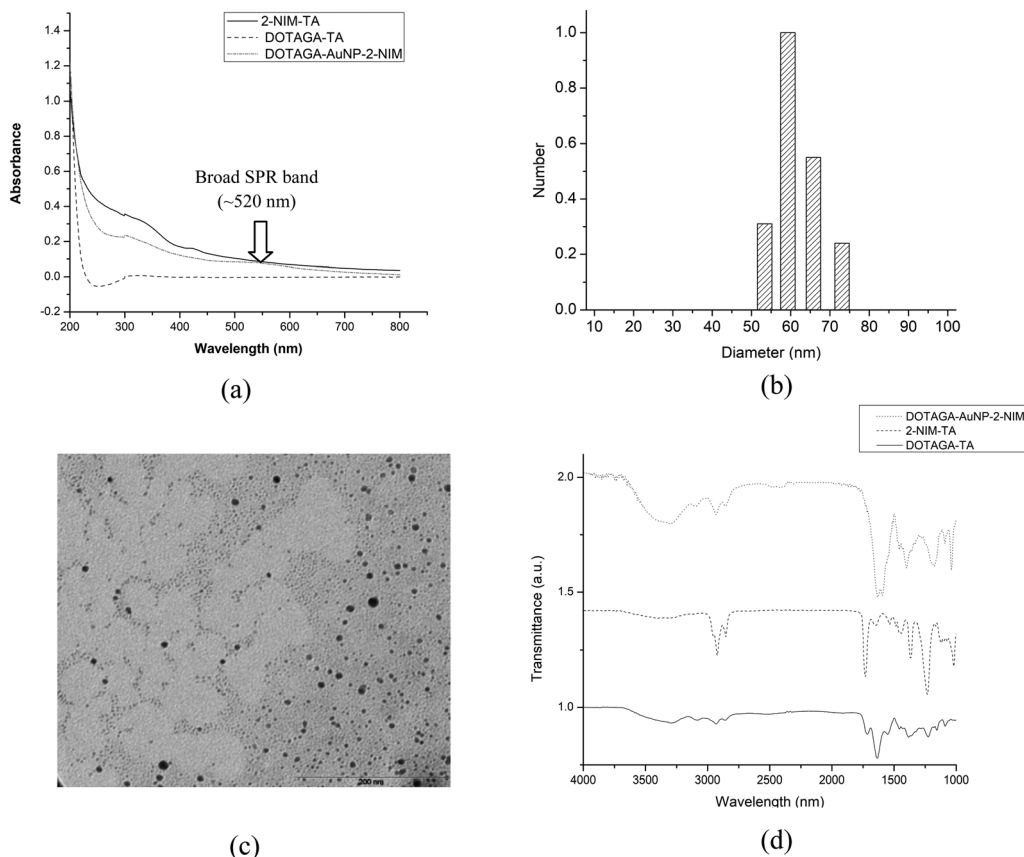 2-NIM-TA
DOTAGA-TA
DOTAGA-AuNP-2-NIM
1.4
1.2
1.0
0.8
0.6
0.4
0.2
0.0
-0.2
Absorbance
Broad SPR band
(~520 nm)
200 300 400 500 600 700 800
Wavelength (nm)
(a)
1.0
0.8
0.6
0.4
0.2
0.0
Number
10 20 30 40 50 60 70 80 90 100
Diameter (nm)
(b)
200 nm
(c)
DOTAGA-AuNP-2-NIM
2-NIM-TA
DOTAGA-TA
2.0
1.5
1.0
Transmittance (a.u.)
4000 3500 3000 2500 2000 1500 1000
Wavelength (nm)
(d)